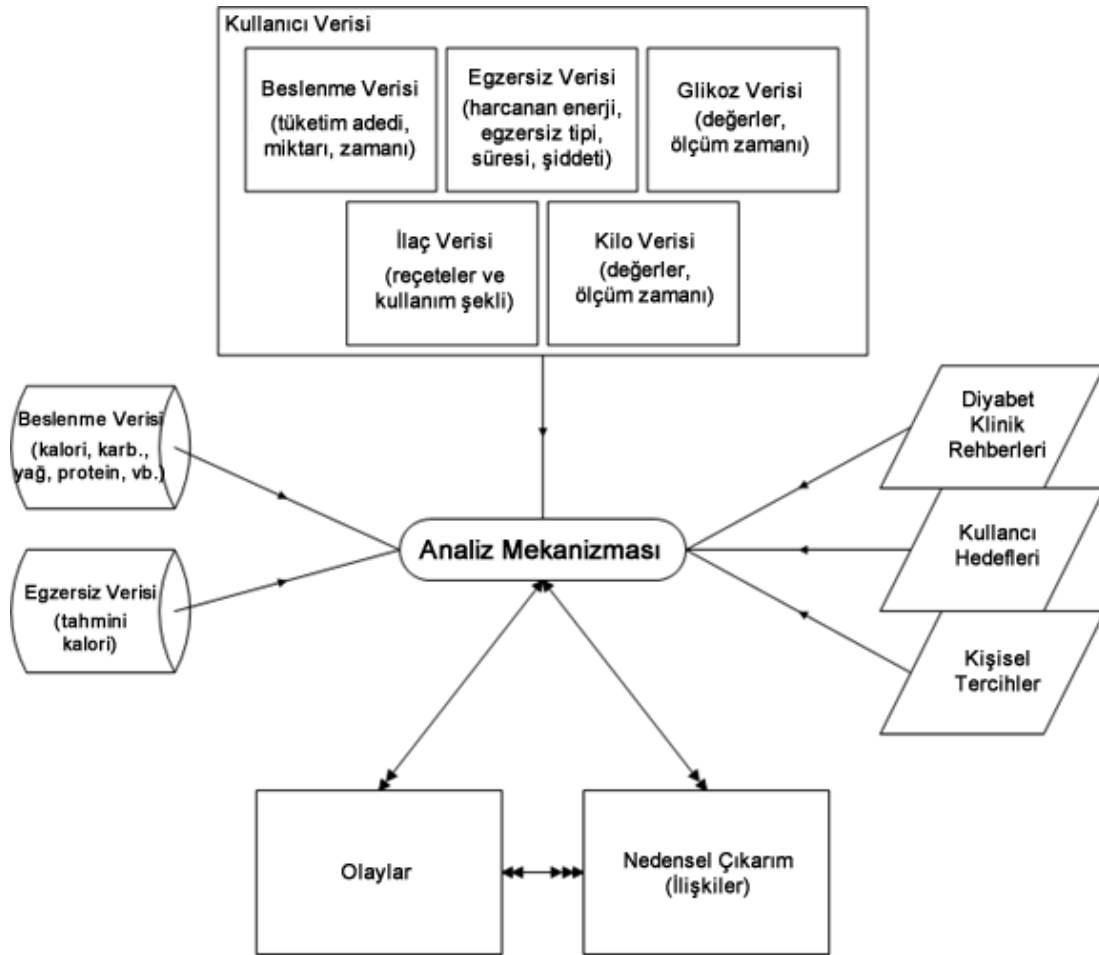 Kullanıcı Verisi
Beslenme Verisi
(tüketim adedi,
miktarı, zamanı)
Egzersiz Verisi
(harcanan enerji,
egzersiz tipi,
süresi, şiddeti)
Glikoz Verisi
(değerler,
ölçüm zamanı)
İlaç Verisi
(reçeteler ve
kullanım şekli)
Kilo Verisi
(değerler,
ölçüm zamanı)
Beslenme Verisi
(kalori, karb.,
yağ, protein, vb.)
Egzersiz Verisi
(tahmini
kalori)
Analiz Mekanizması
Diyabet
Klinik
Rehberleri
Kullancı
Hedefleri
Kişisel
Tercihler
Olaylar
Nedensel Çıkarım
(İlişkiler)